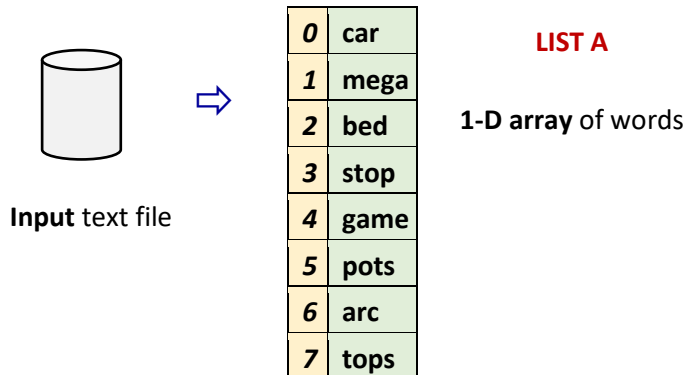 0 car
1 mega
2 bed
3 stop
4 game
5 pots
6 arc
7 tops
LIST A
1-D array of words
Input text file